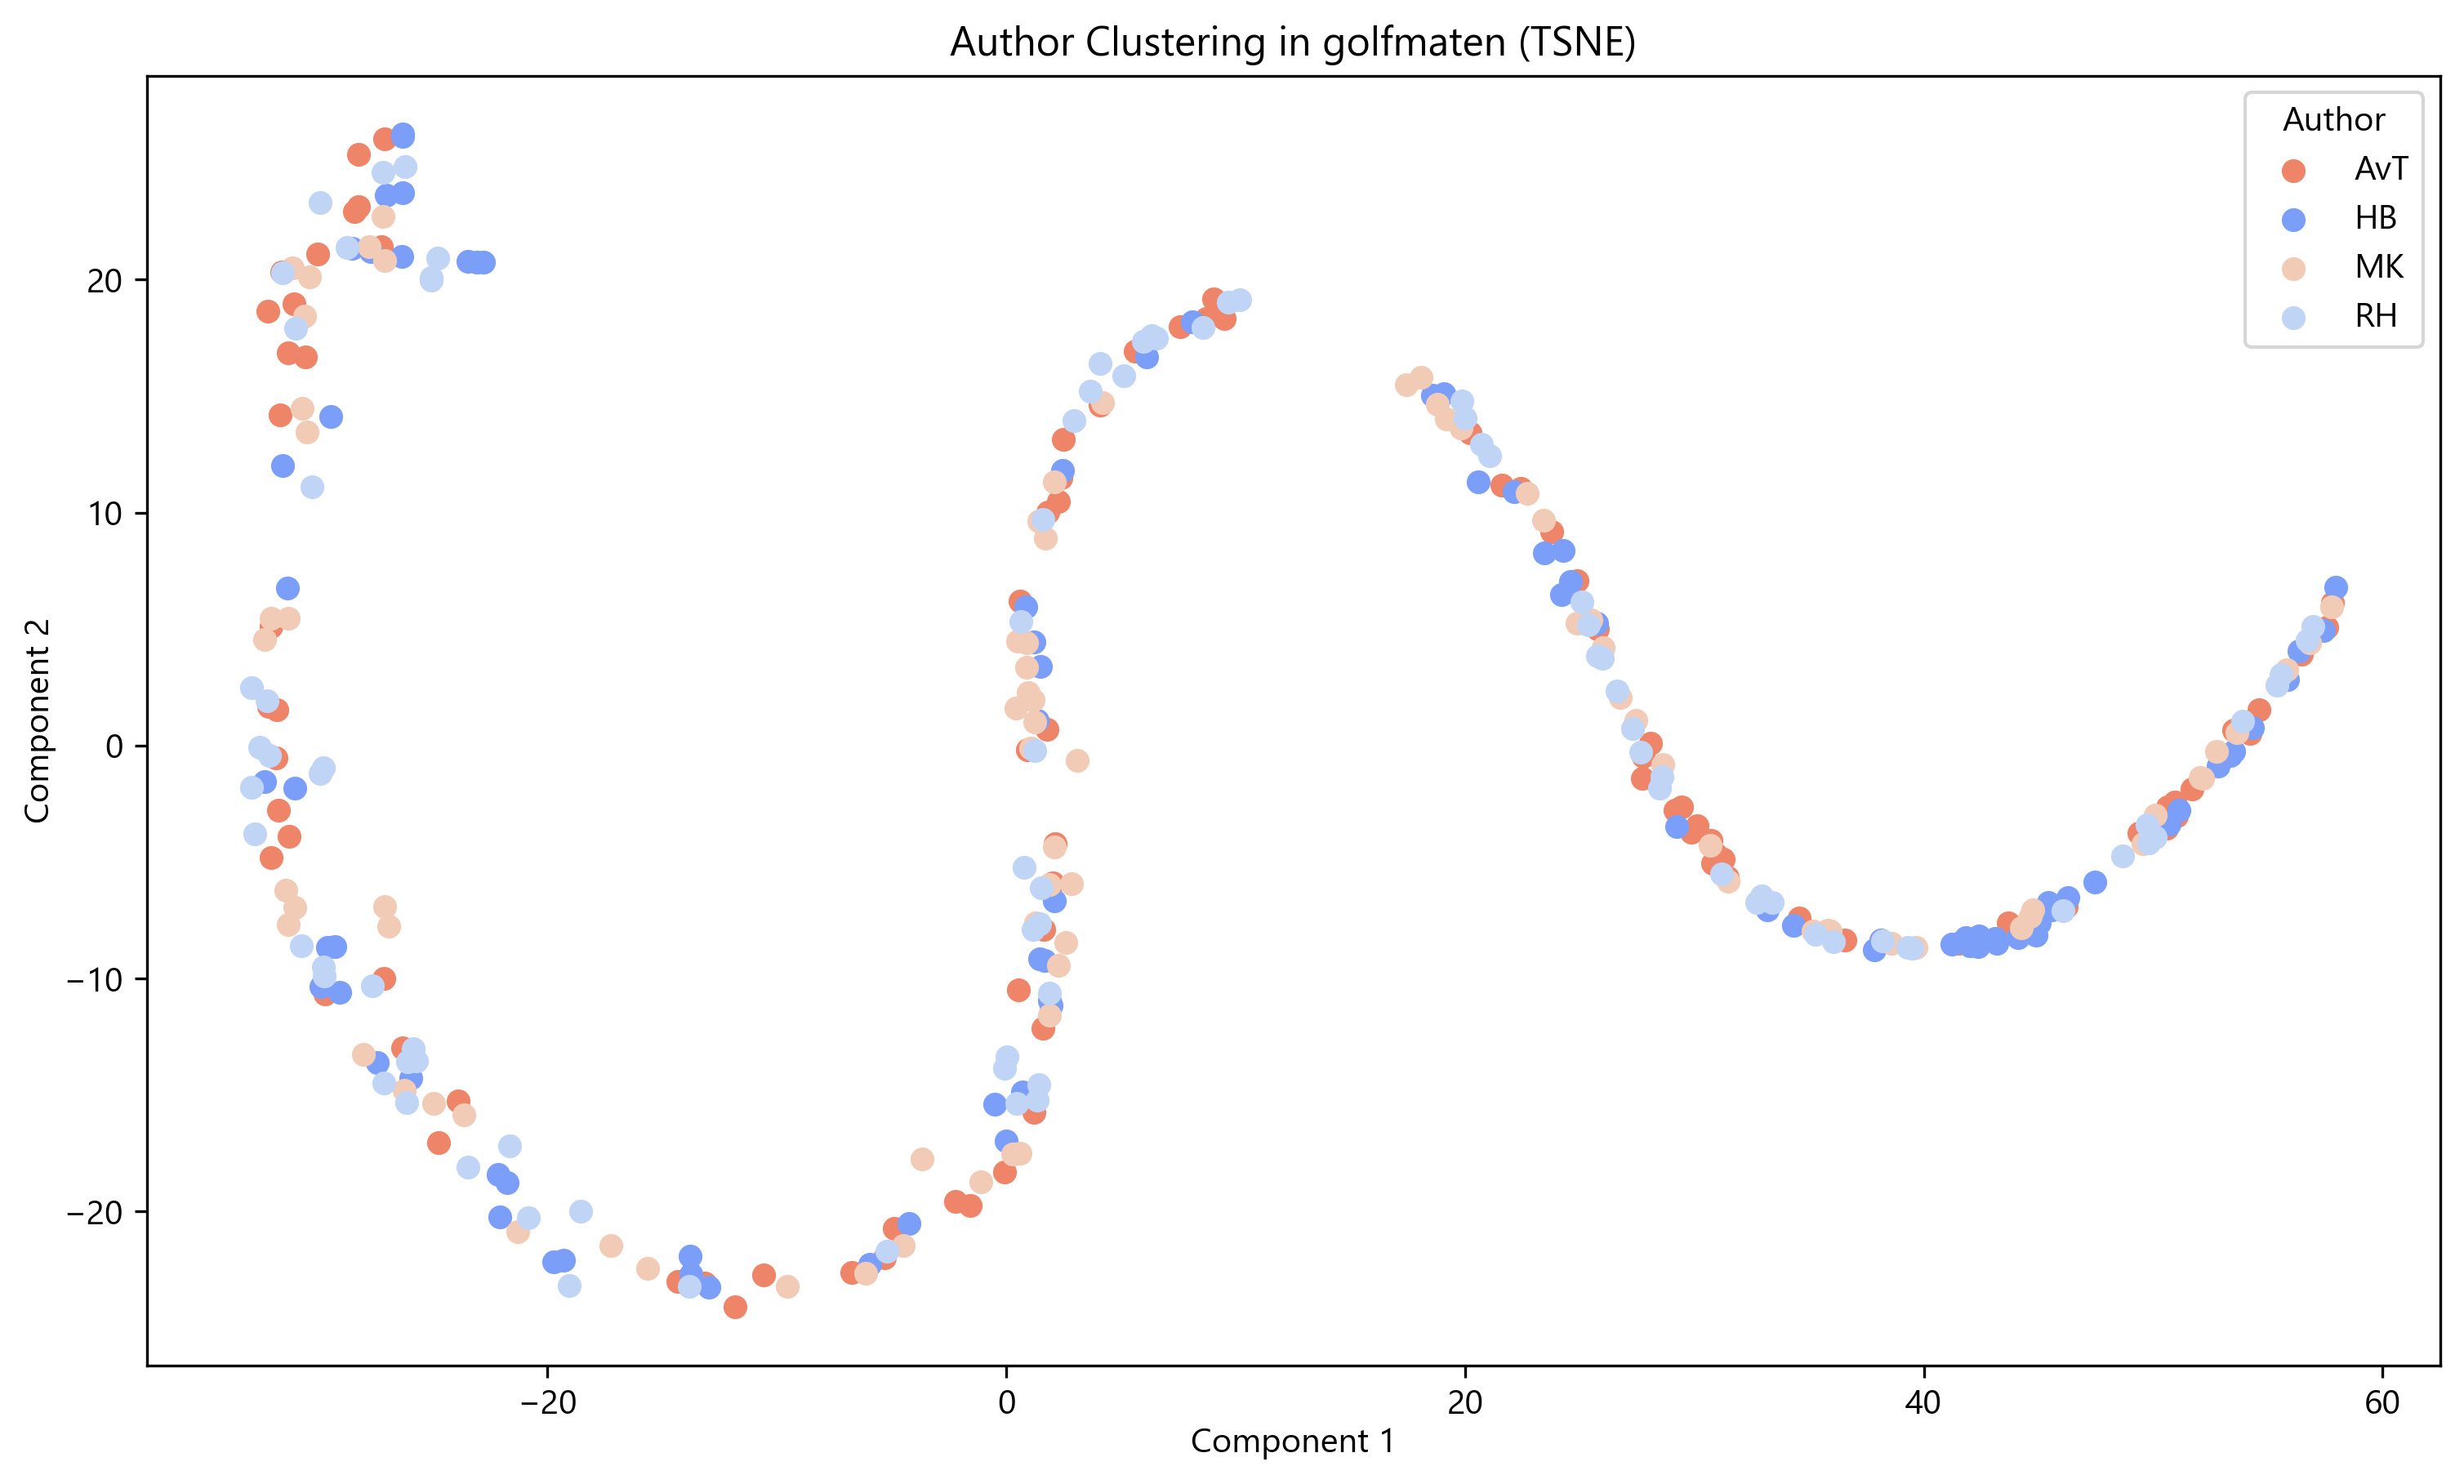 Author Clustering in golfmaten (TSNE)
Author
AvT
HB
MK
RH
20
10
0
−10
−20
Component 2
−20
0
20
40
60
Component 1